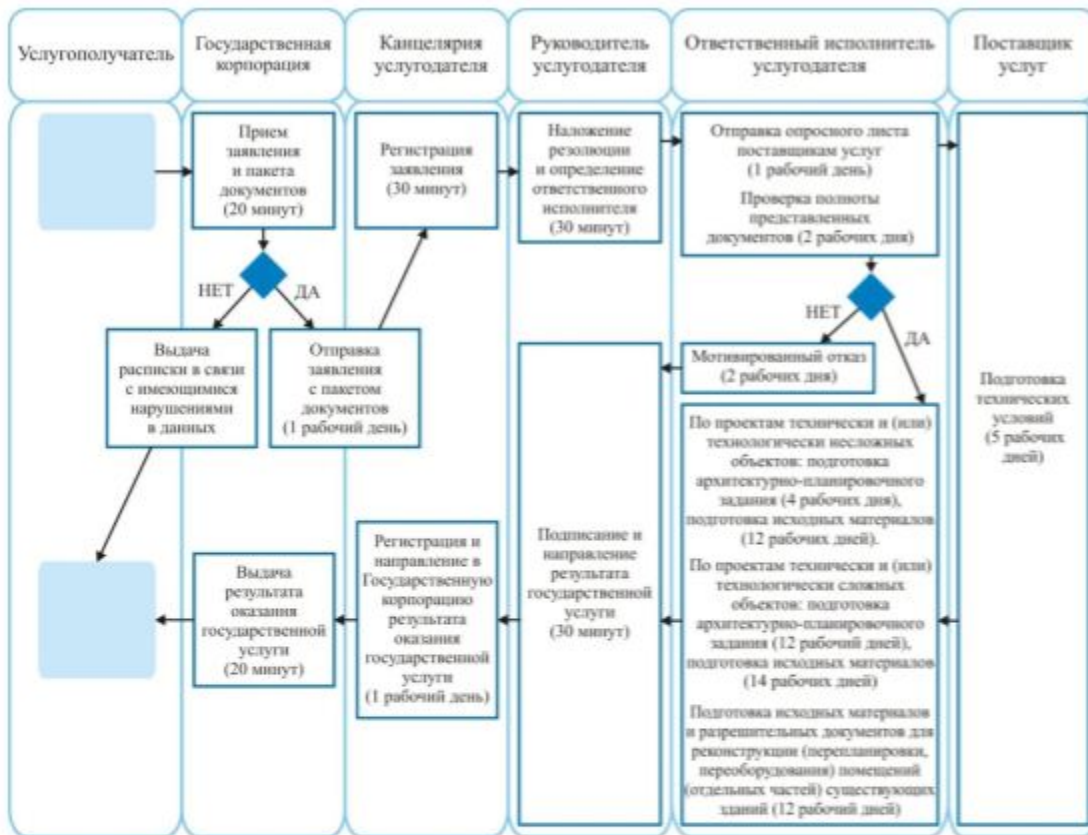 Услугополучатель
Государственная
корпорация
Канцелярия
услугодателя
Руководитель
услугодателя
Ответственный исполнитель
услугодателя
Поставщик
услуг
Прием
заявления
и пакета
документов
(20 минут)
Регистрация
заявления
(30 минут)
Наложение
резолюции
и определение
ответственного
исполнителя
(30 минут)
Отправка опросного листа
поставщикам услуг
(1 рабочий день)
Проверка полноты
представленных
документов (2 рабочих дня)
НЕТ
ДА
НЕТ
ДА
Выдача
расписки в связи
с имеющимися
нарушениями
в данных
Отправка
заявления
с пакетом
документов
(1 рабочий день)
Мотивированный отказ
(2 рабочих дня)
Подготовка
технических
условий
(5 рабочих
дней)
По проектам технически и (или)
технологически несложных
объектов: подготовка
архитектурно-планировочного
задания (4 рабочих дня),
подготовка исходных материалов
(12 рабочих дней).
По проектам технически и (или)
технологически сложных
объектов: подготовка
архитектурно-планировочного
задания (12 рабочих дней),
подготовка исходных материалов
(14 рабочих дней)
Подготовка исходных материалов
и разрешительных документов для
реконструкции (перепланировки,
переоборудования) помещений
(отдельных частей) существующих
зданий (12 рабочий дней)
Выдача
результата
оказания
государственной
услуги
(20 минут)
Регистрация и
направление в
Государственную
корпорацию
результата
оказания
государственной
услуги
(1 рабочий день)
Подписание и
направление
результата
государственной
услуги
(30 минут)